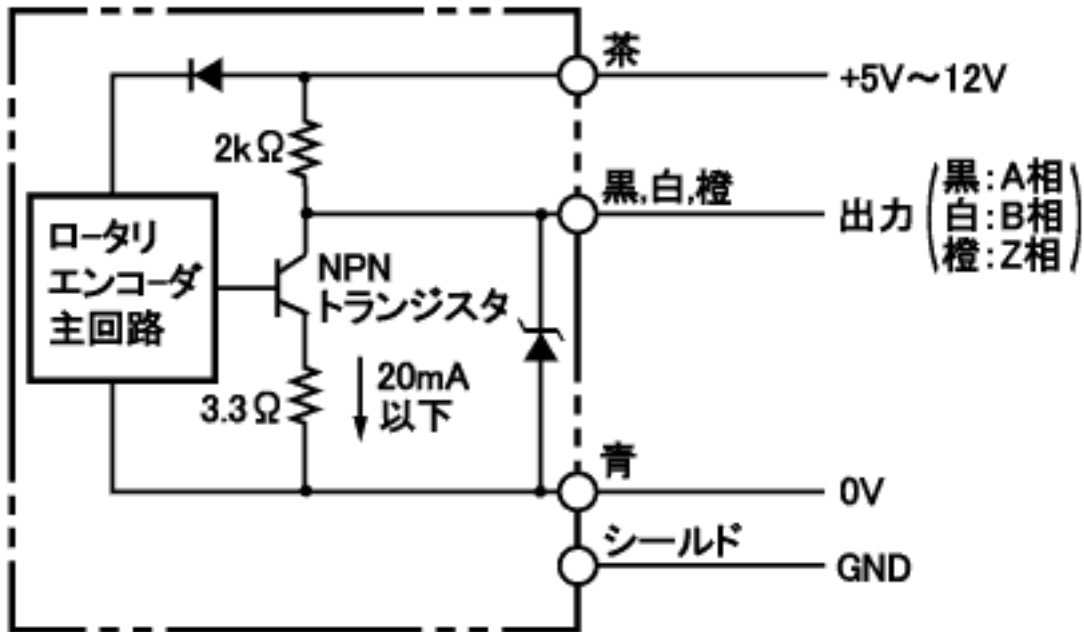 茶
+5V～12V
2kΩ
黒,白,橙
出力
黒：A相
白：B相
橙：Z相
ロータリ
エンコーダ
主回路
NPN
トランジスタ
20mA
以下
3.3Ω
青
0V
シールド
GND